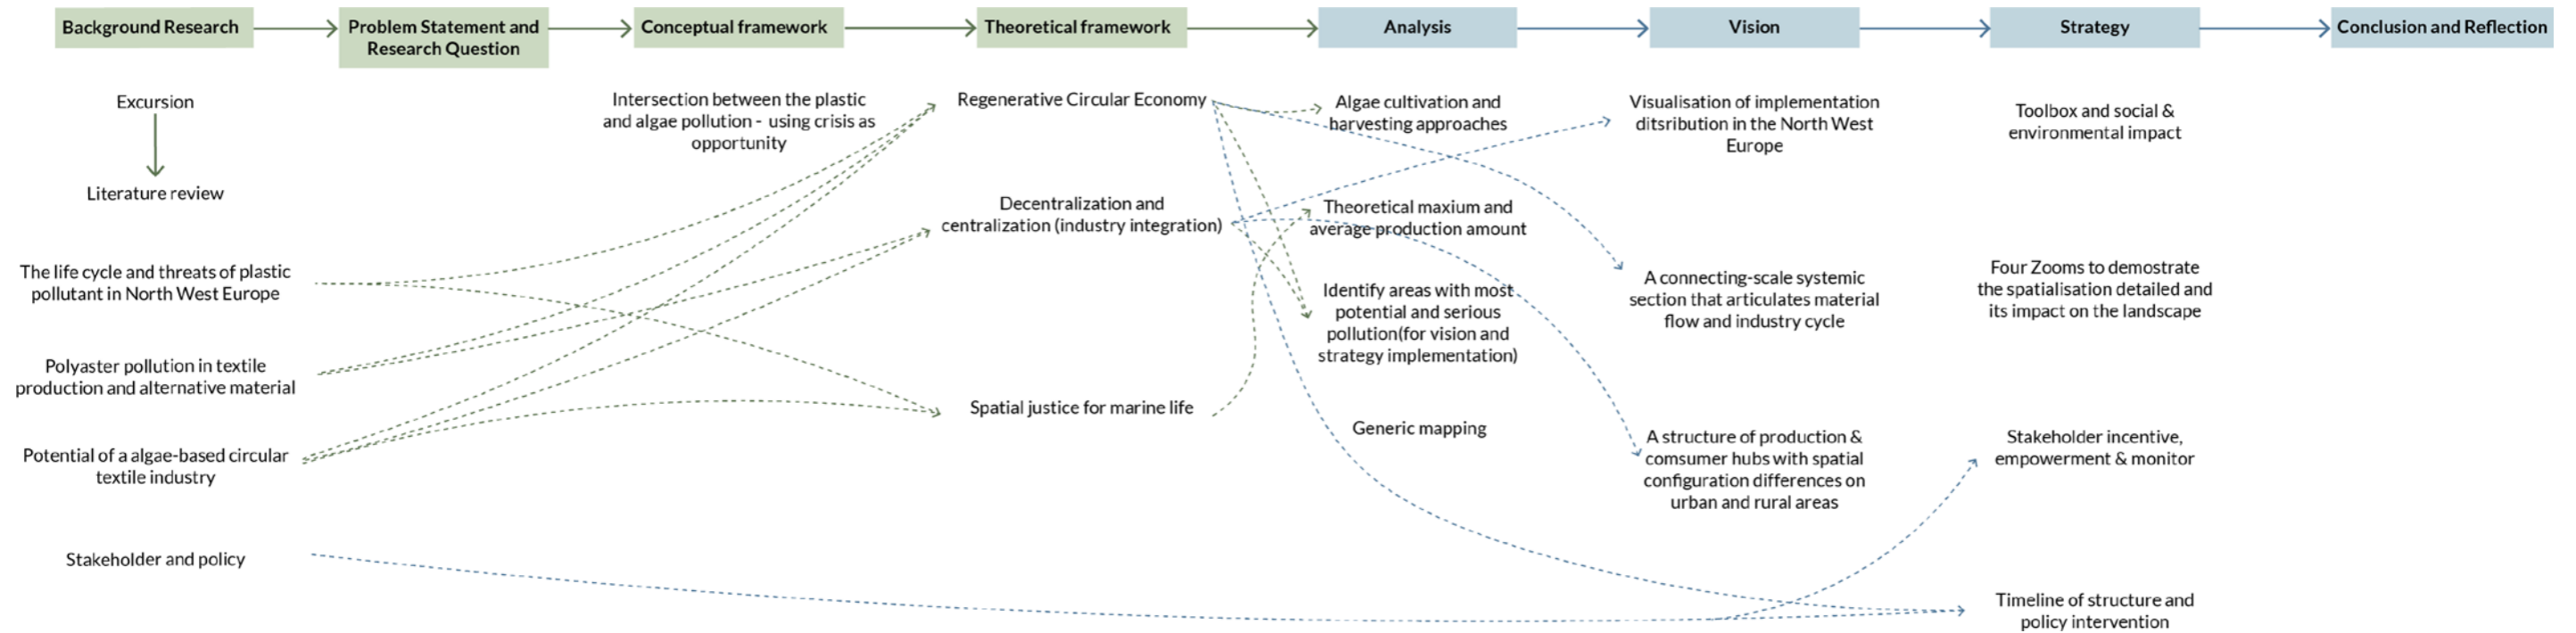 Background Research
Problem Statement and
Research Question
Conceptual framework
Theoretical framework
Analysis
Vision
Strategy
Conclusion and Reflection
Excursion
Literature review
The life cycle and threats of plastic
pollutant in North West Europe
Polyaster pollution in textile
production and alternative material
Potential of a algae-based circular
textile industry
Stakeholder and policy
Intersection between the plastic
and algae pollution - using crisis as
opportunity
Regenerative Circular Economy
Decentralization and
centralization (industry integration)
Spatial justice for marine life
Algae cultivation and
harvesting approaches
Theoretical maxium and
average production amount
Identify areas with most
potential and serious
pollution(for vision and
strategy implementation)
Generic mapping
Visualisation of implementation
ditsribution in the North West
Europe
A connecting-scale systemic
section that articulates material
flow and industry cycle
A structure of production &
comsumer hubs with spatial
configuration differences on
urban and rural areas
Toolbox and social &
environmental impact
Four Zooms to demostrate
the spatialisation detailed and
its impact on the landscape
Stakeholder incentive,
empowerment & monitor
Timeline of structure and
policy intervention